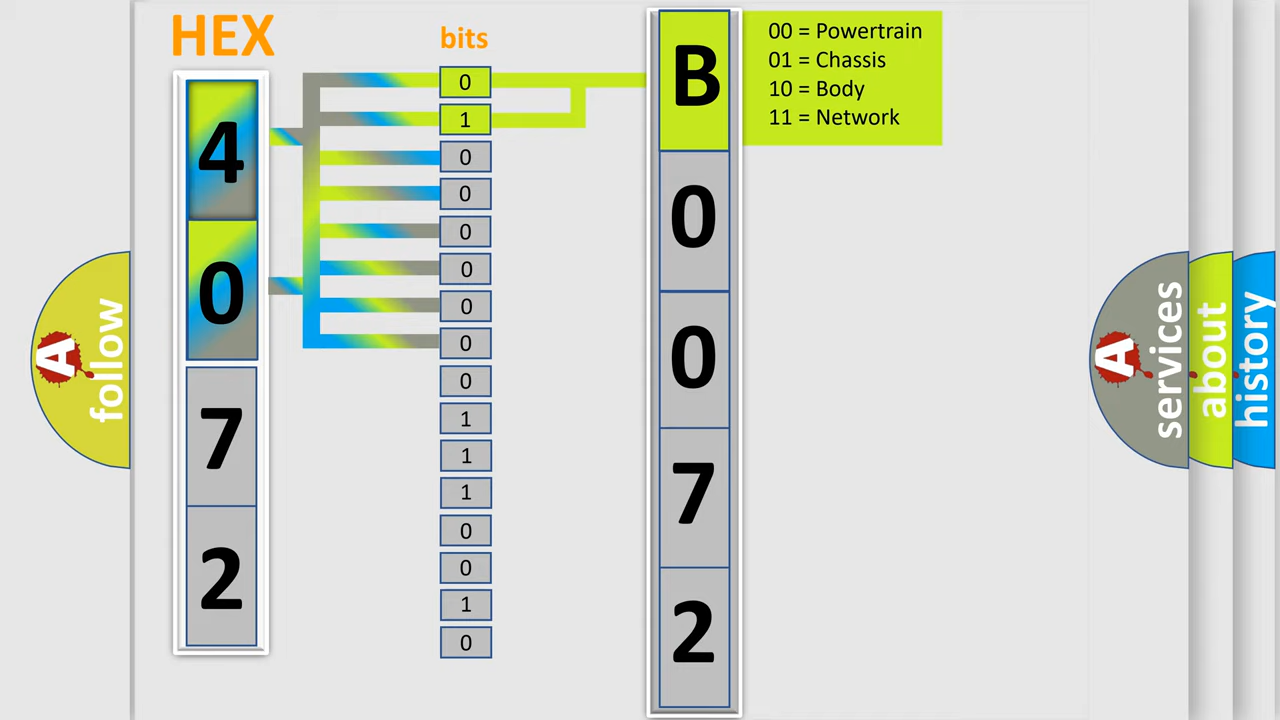 HEX
bits
4
0
7
2
0
1
0
0
0
0
0
0
0
1
1
1
0
0
1
0
B
0
0
7
2
00 = Powertrain
01 = Chassis
10 = Body
11 = Network
A
follow
A
services
about
history